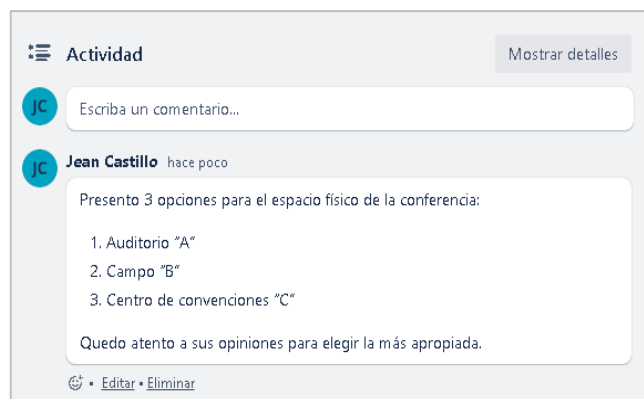 Actividad
Mostrar detalles
JC
Escriba un comentario...
JC
Jean Castillo hace poco
Presento 3 opciones para el espacio físico de la conferencia:
1. Auditorio "A"
2. Campo "B"
3. Centro de convenciones "C"
Quedo atento a sus opiniones para elegir la más apropiada.
• Editar • Eliminar